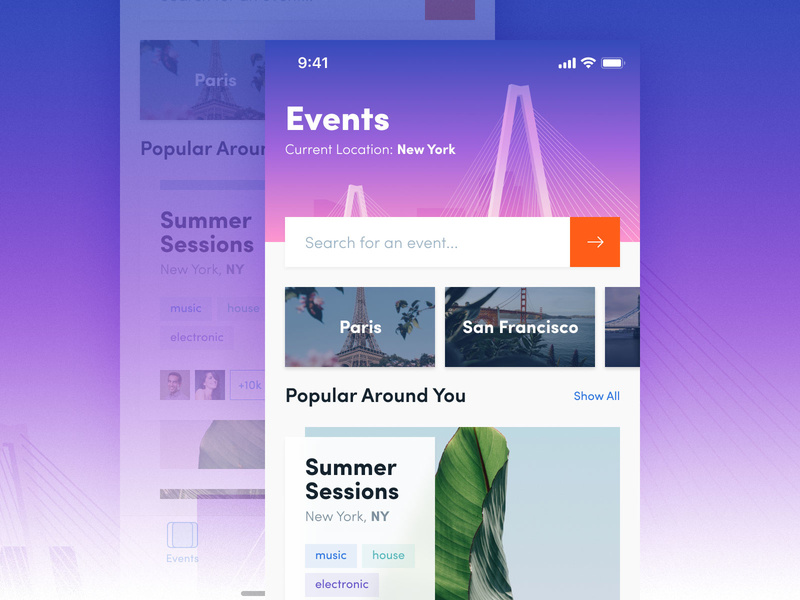 Paris
Popular Aroun
Summer
Sessions
New York, NY
music house
electronic
+10k
Events
9:41
Events
Current Location: New York
Search for an event...
Paris
San Francisco
Popular Around You
Show All
Summer
Sessions
New York, NY
music house
electronic